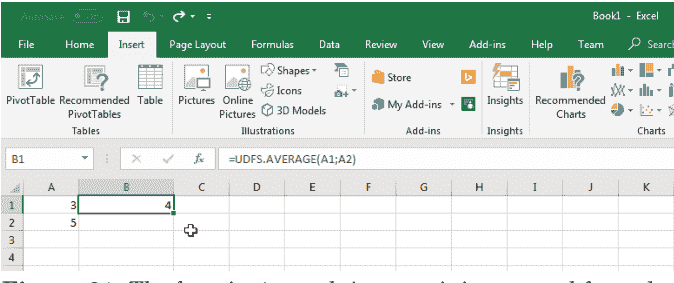 Book1 - Excel
File Home Insert Page Layout Formulas Data Review View Add-ins Help Team Search
PivotTable Recommended PivotTables Table
Tables
Pictures Online Pictures
Shapes
Icons
3D Models
Illustrations
Store
My Add-ins
Add-ins
Insights
Insights
Recommended Charts
Charts
B1 fx =UDFS.AVERAGE(A1;A2)
A B C D E F G H I J K
1 3 4
2 5
3
4